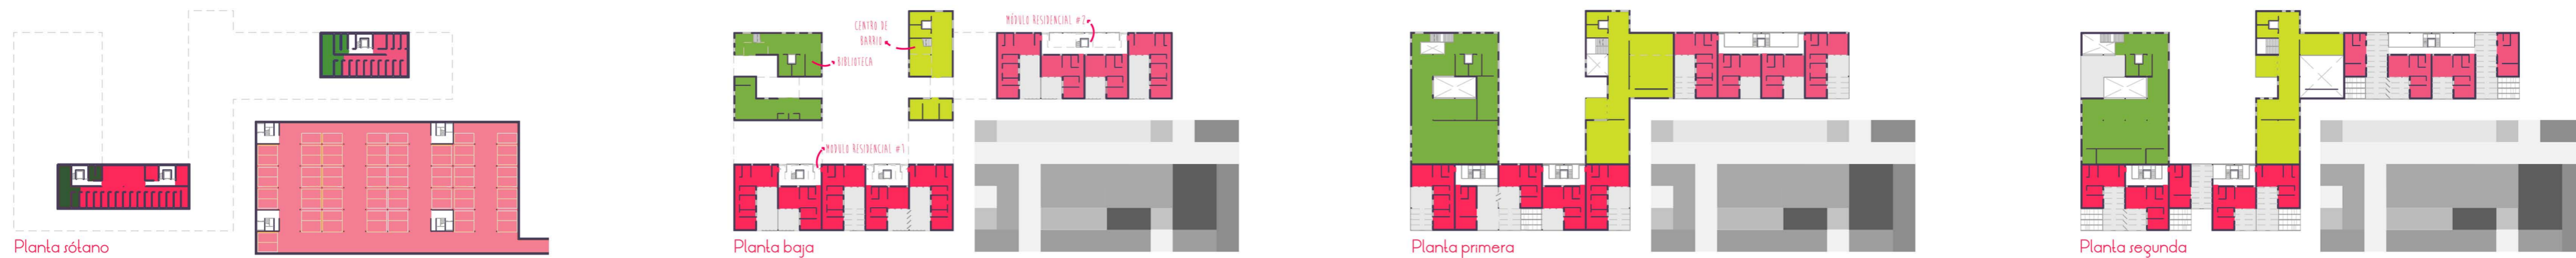 CENTRO DE
BARRIO
BIBLIOTECA
MÓDULO RESIDENCIAL #2
MÓDULO RESIDENCIAL #1
Planta sótano
Planta baja
Planta primera
Planta segunda